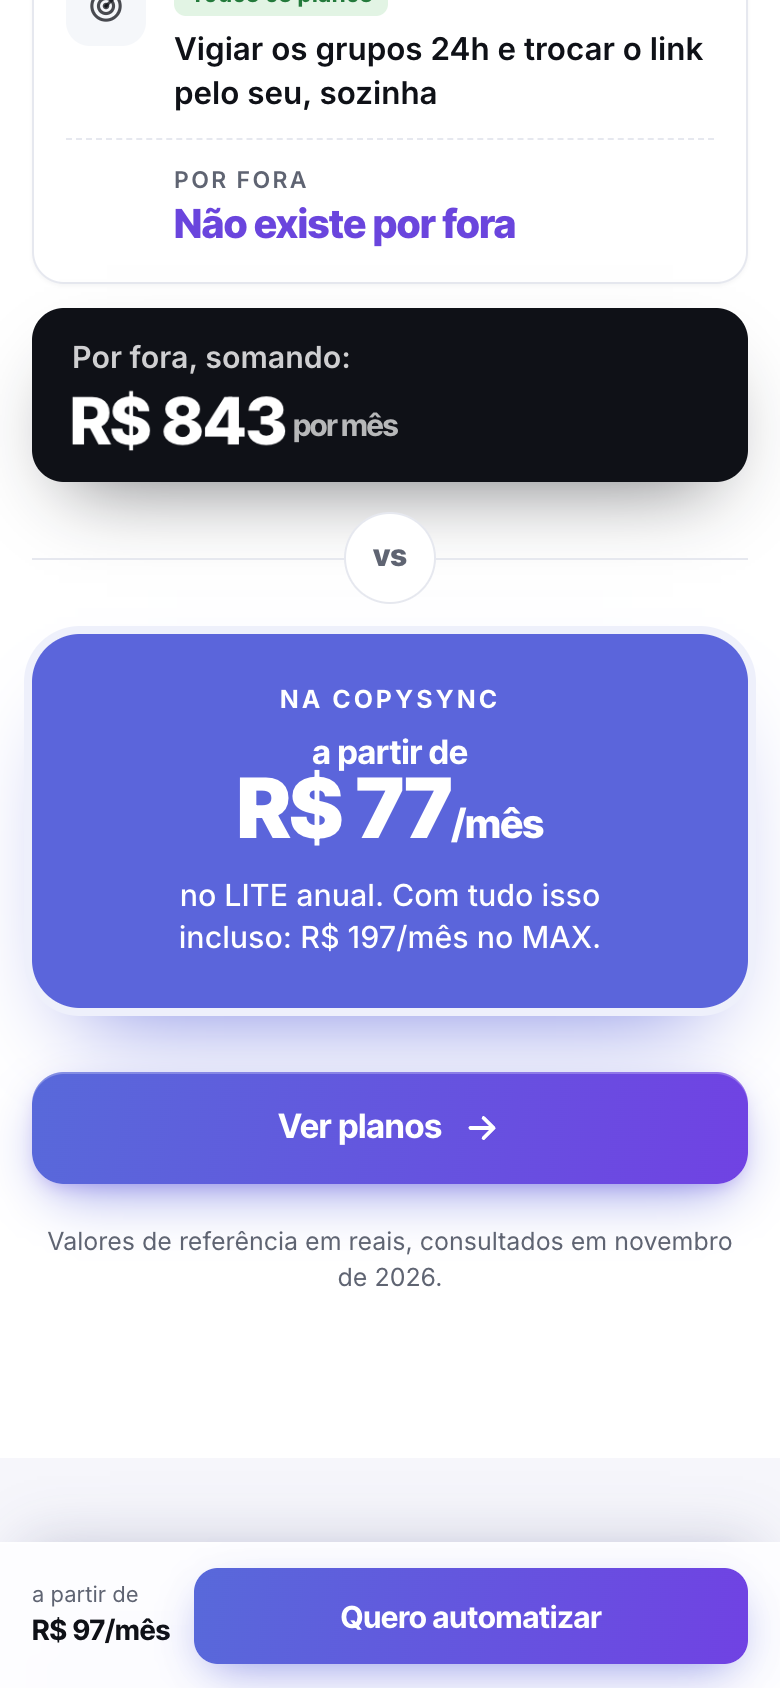 Todos os planos
Vigiar os grupos 24h e trocar o link
pelo seu, sozinha
POR FORA
Não existe por fora
Por fora, somando:
R$ 843 por mês
vs
NA COPYSYNC
a partir de
R$ 77/mês
no LITE anual. Com tudo isso
incluso: R$ 197/mês no MAX.
Ver planos →
Valores de referência em reais, consultados em novembro
de 2026.
a partir de
R$ 97/mês
Quero automatizar